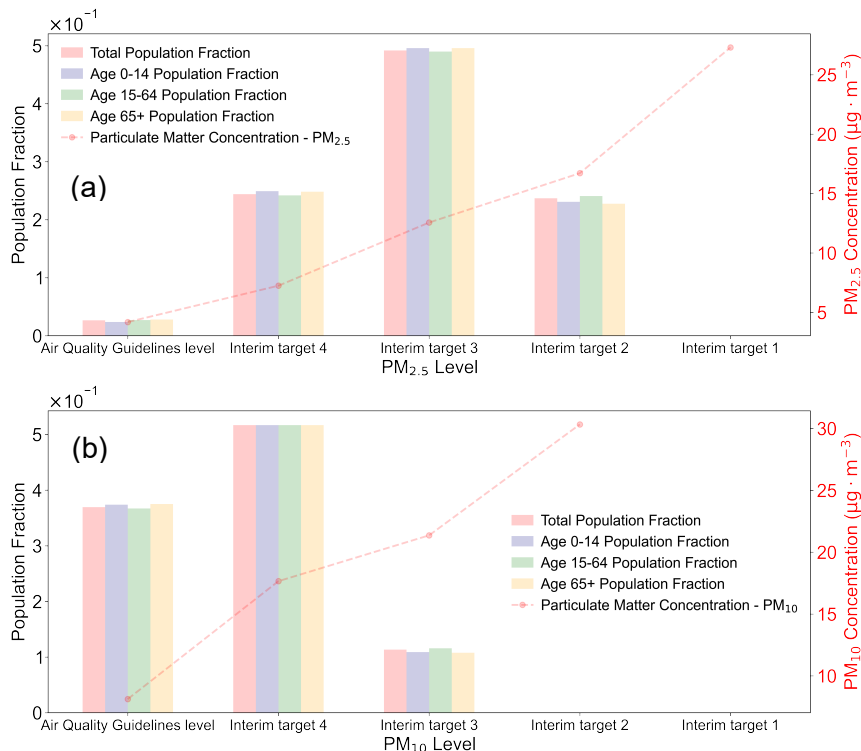 ×10⁻¹
5
4
3
2
1
0
Population Fraction
Total Population Fraction
Age 0-14 Population Fraction
Age 15-64 Population Fraction
Age 65+ Population Fraction
Particulate Matter Concentration - PM₂.₅
(a)
25
20
15
10
5
PM₂.₅ Concentration (μg · m⁻³)
Air Quality Guidelines level Interim target 4 Interim target 3 Interim target 2 Interim target 1
PM₂.₅ Level
×10⁻¹
5
4
3
2
1
0
Population Fraction
(b)
Total Population Fraction
Age 0-14 Population Fraction
Age 15-64 Population Fraction
Age 65+ Population Fraction
Particulate Matter Concentration - PM₁₀
30
25
20
15
10
PM₁₀ Concentration (μg · m⁻³)
Air Quality Guidelines level Interim target 4 Interim target 3 Interim target 2 Interim target 1
PM₁₀ Level